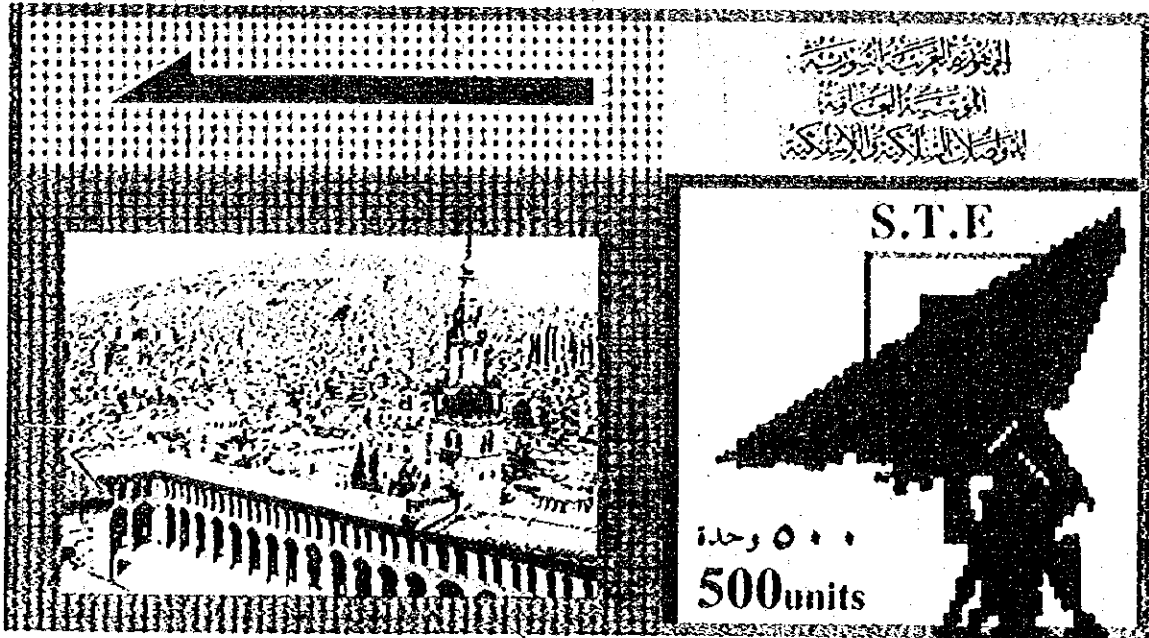 الجمهورية العربية السورية
المؤسسة العامة
للمواصلات السلكية واللاسلكية
S.T.E
٥٠٠ وحدة
500units